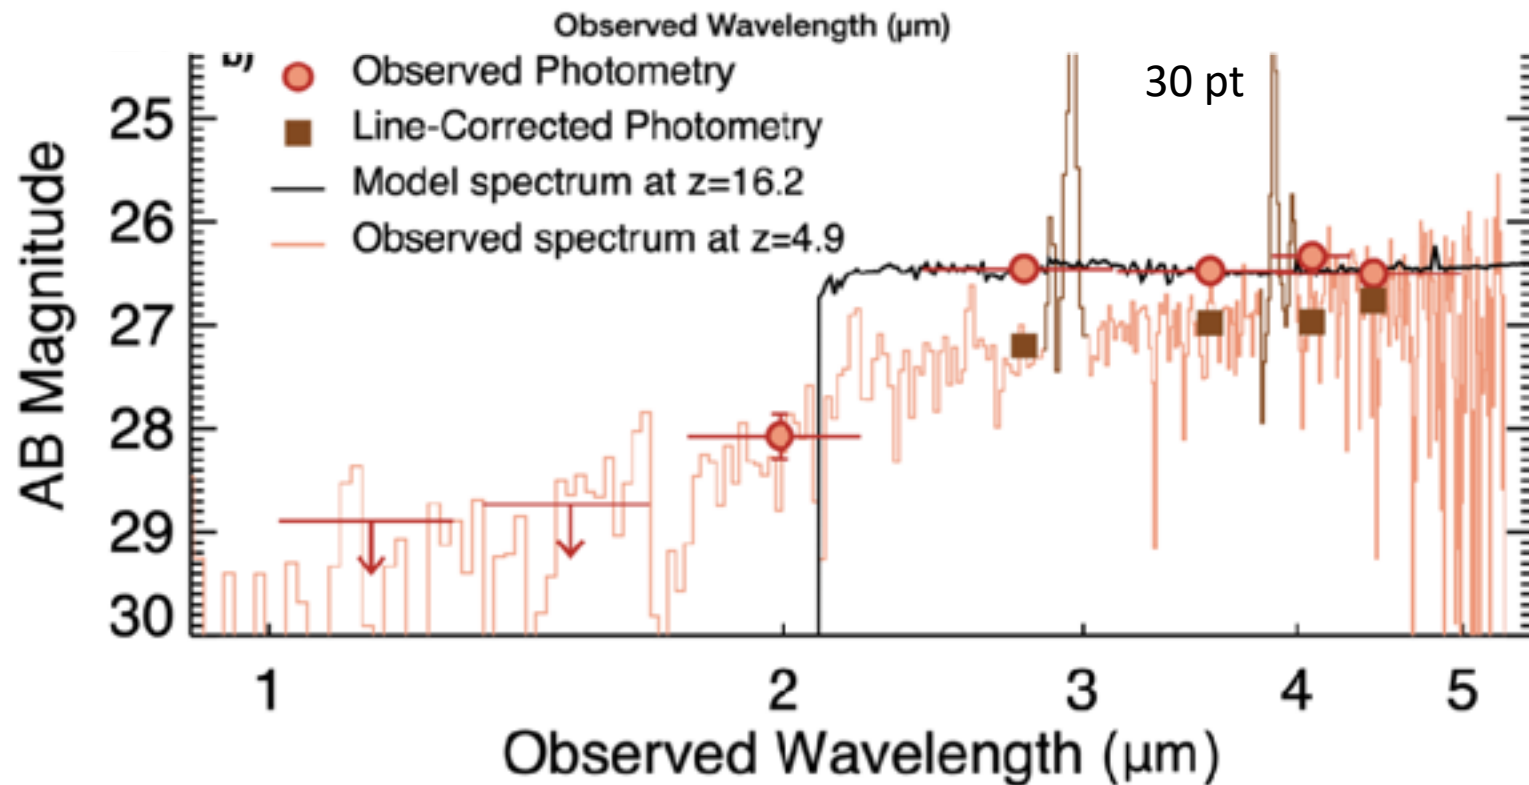 Observed Wavelength (μm)
b)
Observed Photometry
30 pt
Line-Corrected Photometry
Model spectrum at z=16.2
Observed spectrum at z=4.9
AB Magnitude
25
26
27
28
29
30
1 2 3 4 5
Observed Wavelength (μm)